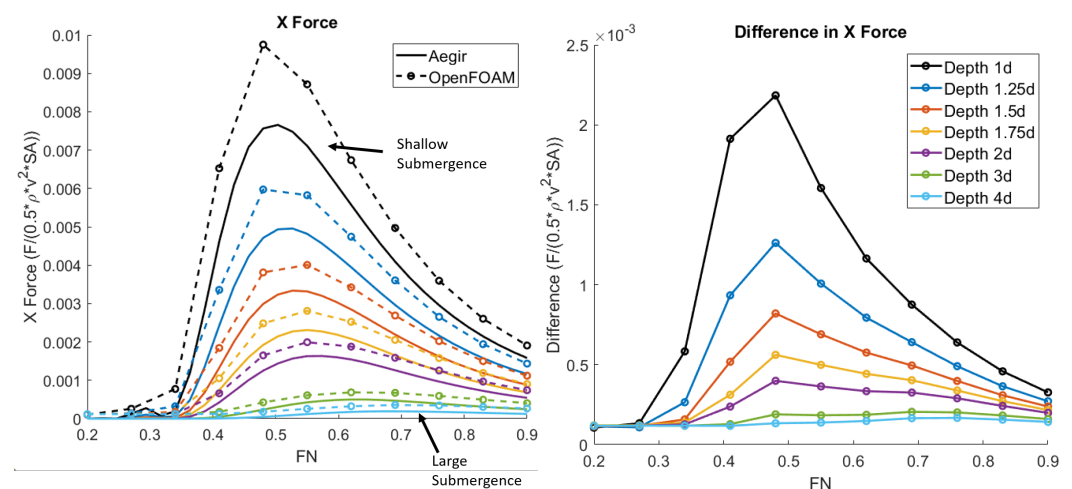 X Force
0.01
0.009
0.008
0.007
0.006
0.005
0.004
0.003
0.002
0.001
0
X Force (F/(0.5*ρ*v²*SA))
0.2 0.3 0.4 0.5 0.6 0.7 0.8 0.9
FN
Aegir
OpenFOAM
Shallow
Submergence
Large
Submergence
Difference in X Force
×10⁻³
2.5
2
1.5
1
0.5
0
Difference (F/(0.5*ρ*v²*SA))
0.2 0.3 0.4 0.5 0.6 0.7 0.8 0.9
FN
Depth 1d
Depth 1.25d
Depth 1.5d
Depth 1.75d
Depth 2d
Depth 3d
Depth 4d